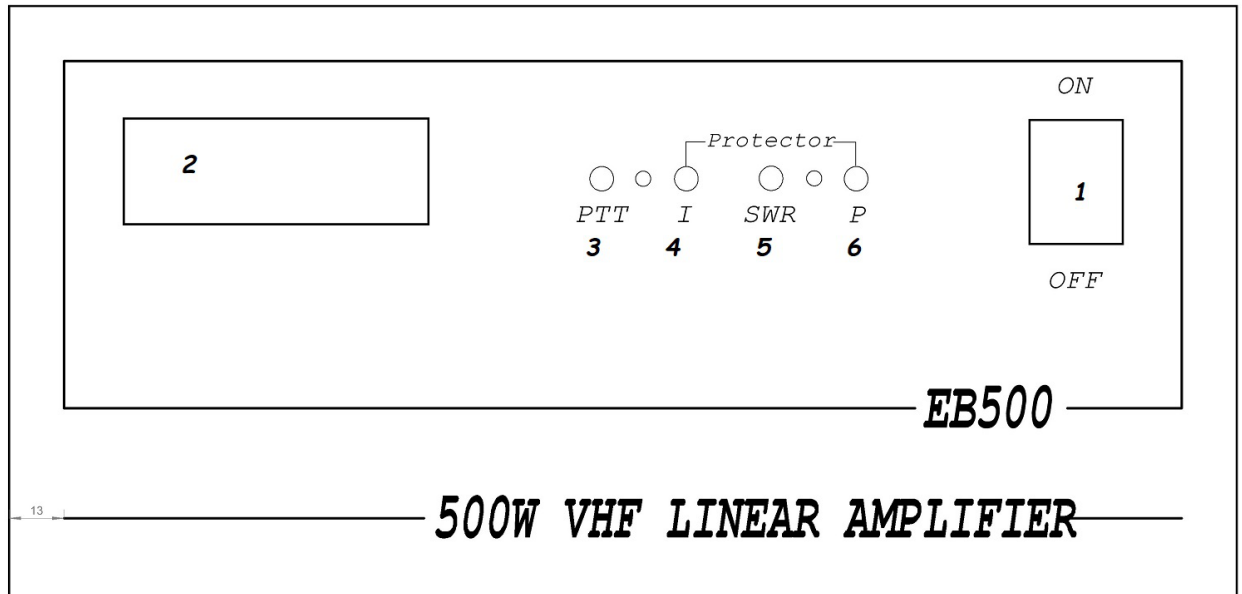 ON
Protector
2
1
PTT I SWR P
3 4 5 6
OFF
EB500
13
500W VHF LINEAR AMPLIFIER